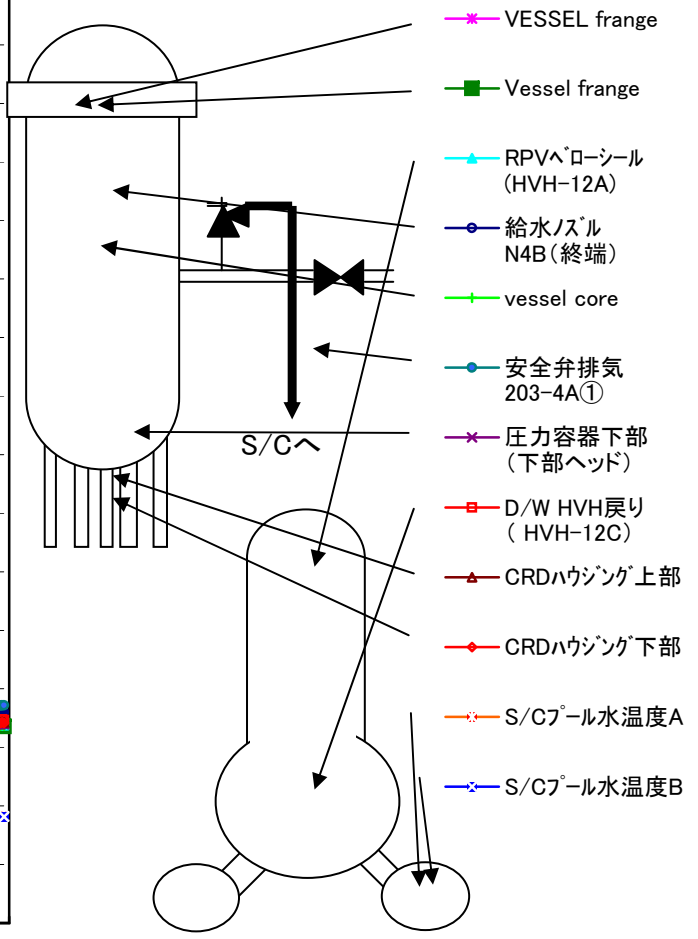 VESSEL frange
Vessel frange
RPVﾍﾞﾛｰｼｰﾙ
(HVH-12A)
給水ﾉｽﾞﾙ
N4B(終端)
vessel core
安全弁排気
203-4A①
圧力容器下部
(下部ヘッド)
D/W HVH戻り
( HVH-12C)
CRDﾊｳｼﾞﾝｸﾞ上部
CRDﾊｳｼﾞﾝｸﾞ下部
S/Cﾌﾟｰﾙ水温度A
S/Cﾌﾟｰﾙ水温度B
S/Cへ